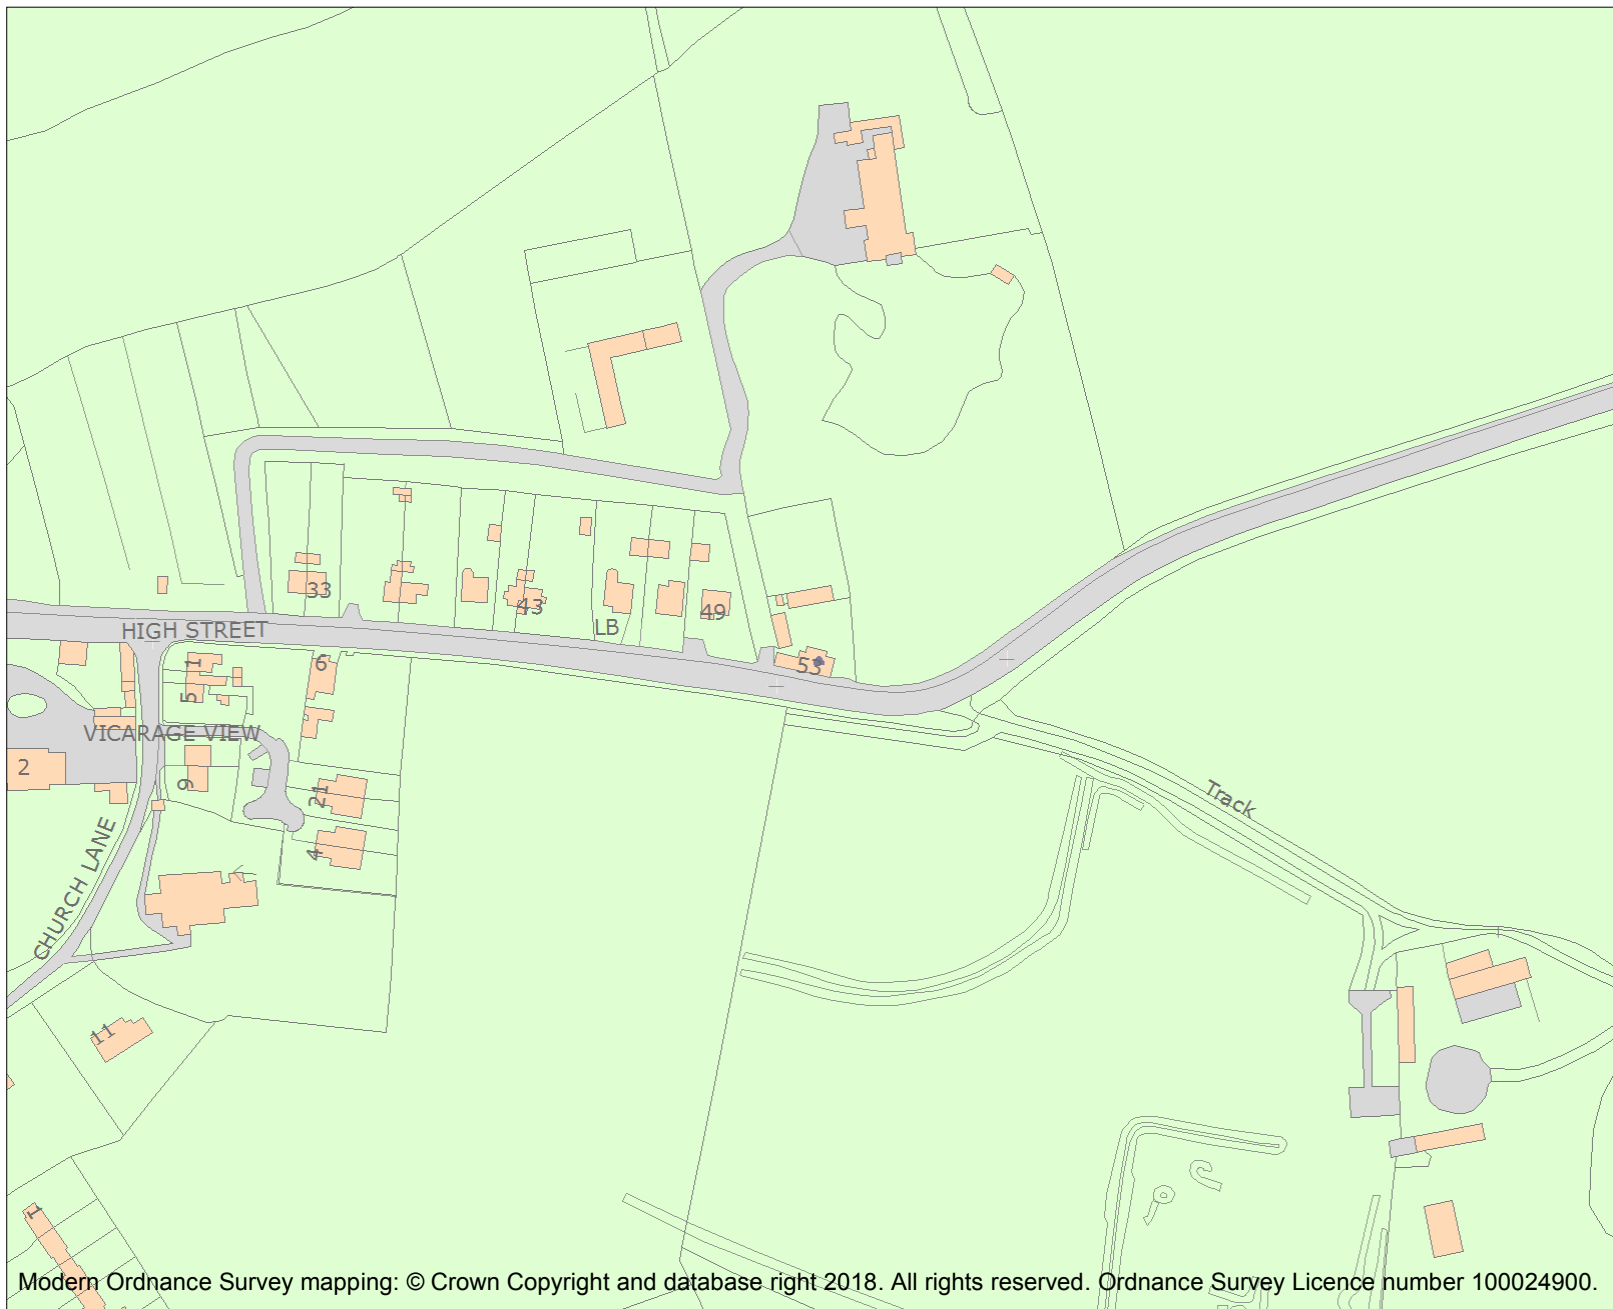 33
43
49
HIGH STREET
LB
53
1
5
6
VICARAGE VIEW
2
9
21
4
Track
CHURCH LANE
11
1
Modern Ordnance Survey mapping: © Crown Copyright and database right 2018. All rights reserved. Ordnance Survey Licence number 100024900.